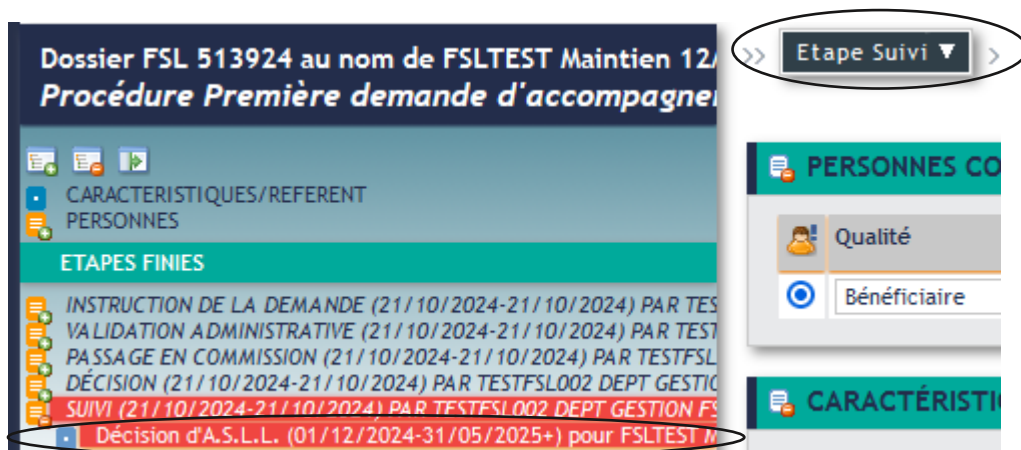 Dossier FSL 513924 au nom de FSLTEST Maintien 12/
Procédure Première demande d'accompagne
CARACTERISTIQUES/REFERENT
PERSONNES
ETAPES FINIES
INSTRUCTION DE LA DEMANDE (21/10/2024-21/10/2024) PAR TES
VALIDATION ADMINISTRATIVE (21/10/2024-21/10/2024) PAR TEST
PASSAGE EN COMMISSION (21/10/2024-21/10/2024) PAR TESTFSL
DÉCISION (21/10/2024-21/10/2024) PAR TESTFSL002 DEPT GESTIO
SUIVI (21/10/2024-21/10/2024) PAR TESTFSL002 DEPT GESTION FS
Décision d'A.S.L.L. (01/12/2024-31/05/2025+) pour FSLTEST M
>> Etape Suivi ▼ >
PERSONNES CO
Qualité
Bénéficiaire
CARACTÉRISTI